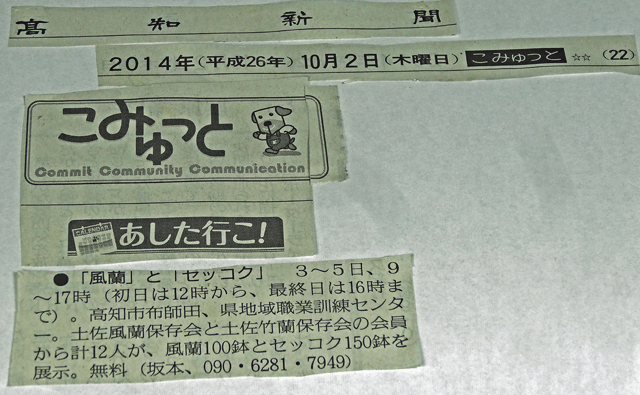 高知新聞
2014年(平成26年)10月2日(木曜日) こみゅっと ☆☆ (22)
こみゅっと
Commit Community Communication
CALENDAR
あした行こ!
●「風蘭」と「セッコク」 3〜5日、9
〜17時(初日は12時から、最終日は16時ま
で)。高知市布師田、県地域職業訓練センタ
ー。土佐風蘭保存会と土佐竹蘭保存会の会員
から計12人が、風蘭100鉢とセッコク150鉢を
展示。無料(坂本、090・6281・7949)